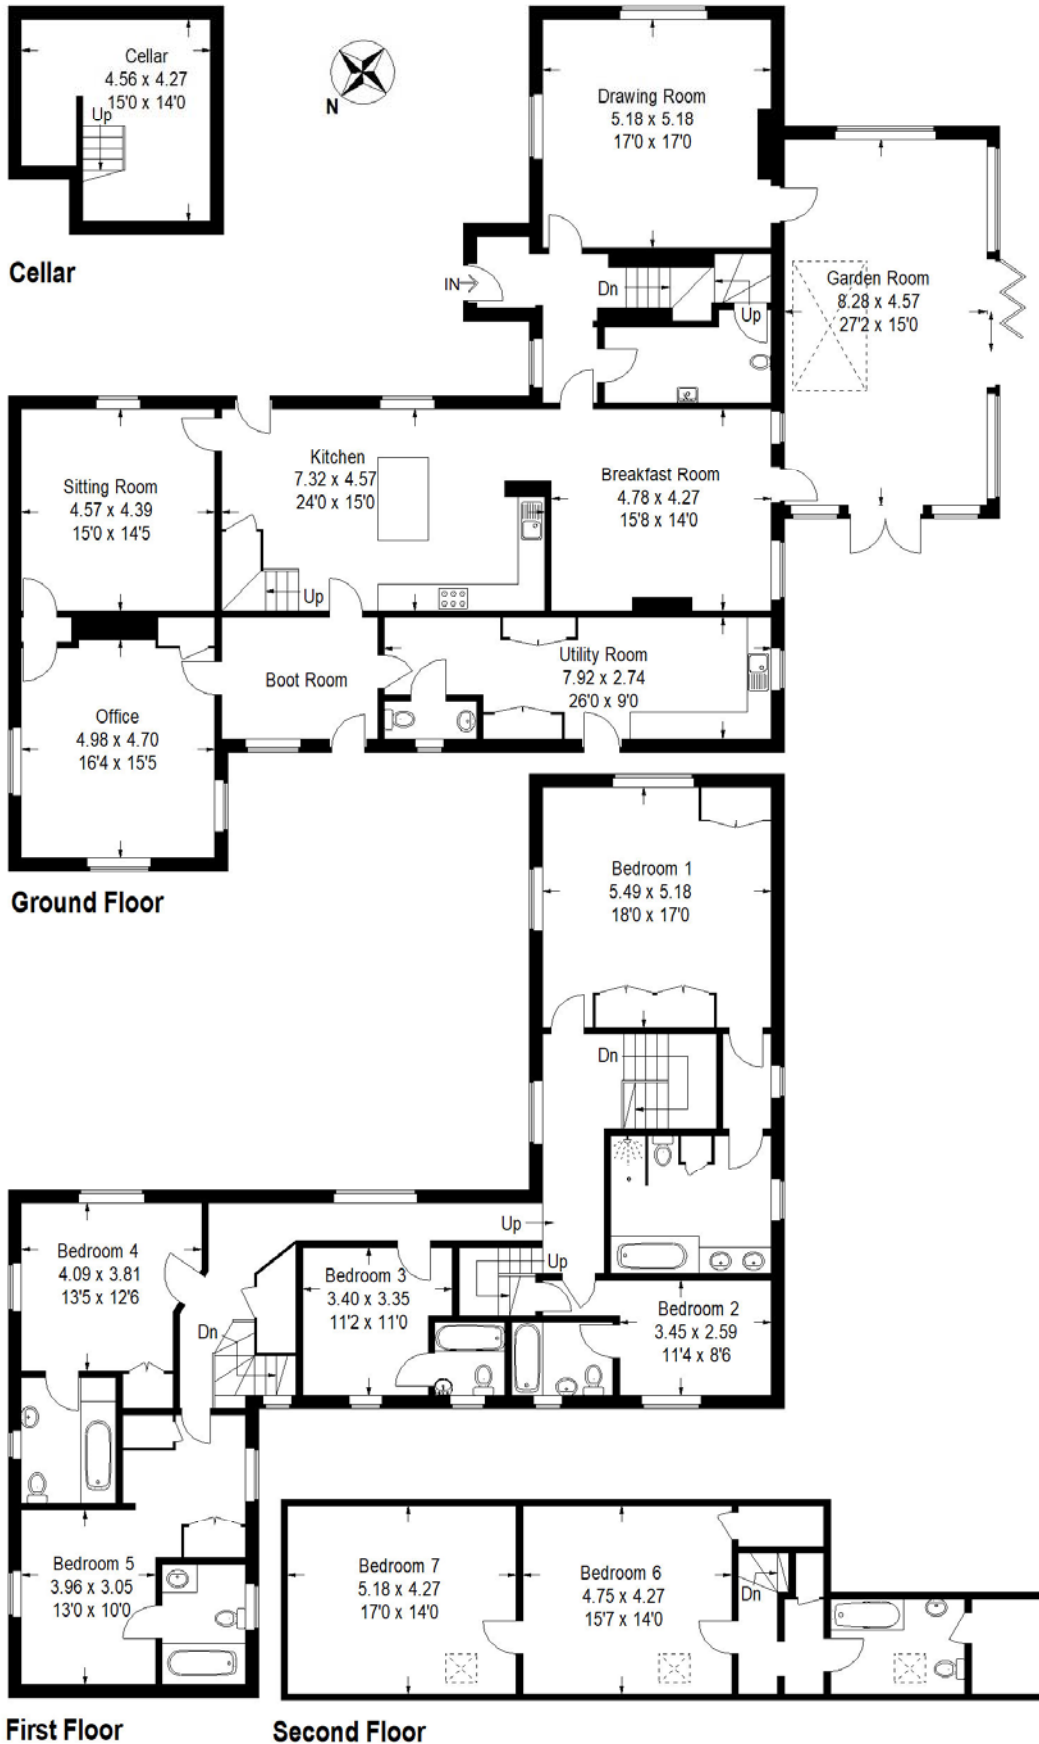 Cellar
4.56 x 4.27
15'0 x 14'0
Up
N
Cellar
Drawing Room
5.18 x 5.18
17'0 x 17'0
IN
Dn
Up
Garden Room
8.28 x 4.57
27'2 x 15'0
Sitting Room
4.57 x 4.39
15'0 x 14'5
Kitchen
7.32 x 4.57
24'0 x 15'0
Up
Breakfast Room
4.78 x 4.27
15'8 x 14'0
Boot Room
Utility Room
7.92 x 2.74
26'0 x 9'0
Office
4.98 x 4.70
16'4 x 15'5
Ground Floor
Bedroom 1
5.49 x 5.18
18'0 x 17'0
Dn
Up
Up
Bedroom 4
4.09 x 3.81
13'5 x 12'6
Bedroom 3
3.40 x 3.35
11'2 x 11'0
Bedroom 2
3.45 x 2.59
11'4 x 8'6
Dn
Bedroom 5
3.96 x 3.05
13'0 x 10'0
First Floor
Bedroom 7
5.18 x 4.27
17'0 x 14'0
Bedroom 6
4.75 x 4.27
15'7 x 14'0
Dn
Second Floor